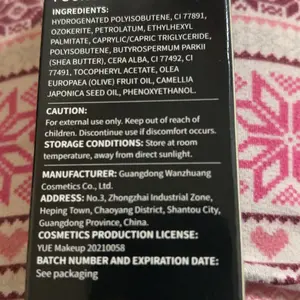 INGREDIENTS:
HYDROGENATED POLYISOBUTENE, CI 77891,
OZOKERITE, PETROLATUM, ETHYLHEXYL
PALMITATE, CAPRYLIC/CAPRIC TRIGLYCERIDE,
POLYISOBUTENE, BUTYROSPERMUM PARKII
(SHEA BUTTER), CERA ALBA, CI 77492, CI
77491, TOCOPHERYL ACETATE, OLEA
EUROPAEA (OLIVE) FRUIT OIL, CAMELLIA
JAPONICA SEED OIL, PHENOXYETHANOL.
CAUTION:
For external use only. Keep out of reach of
children. Discontinue use if discomfort occurs.
STORAGE CONDITIONS: Store at room
temperature, away from direct sunlight.
MANUFACTURER: Guangdong Wanzhuang
Cosmetics Co., Ltd.
ADDRESS: No.3, Zhongzhai Industrial Zone,
Heping Town, Chaoyang District, Shantou City,
Guangdong Province, China.
COSMETICS PRODUCTION LICENSE:
YUE Makeup 20210058
BATCH NUMBER AND EXPIRATION DATE:
See packaging